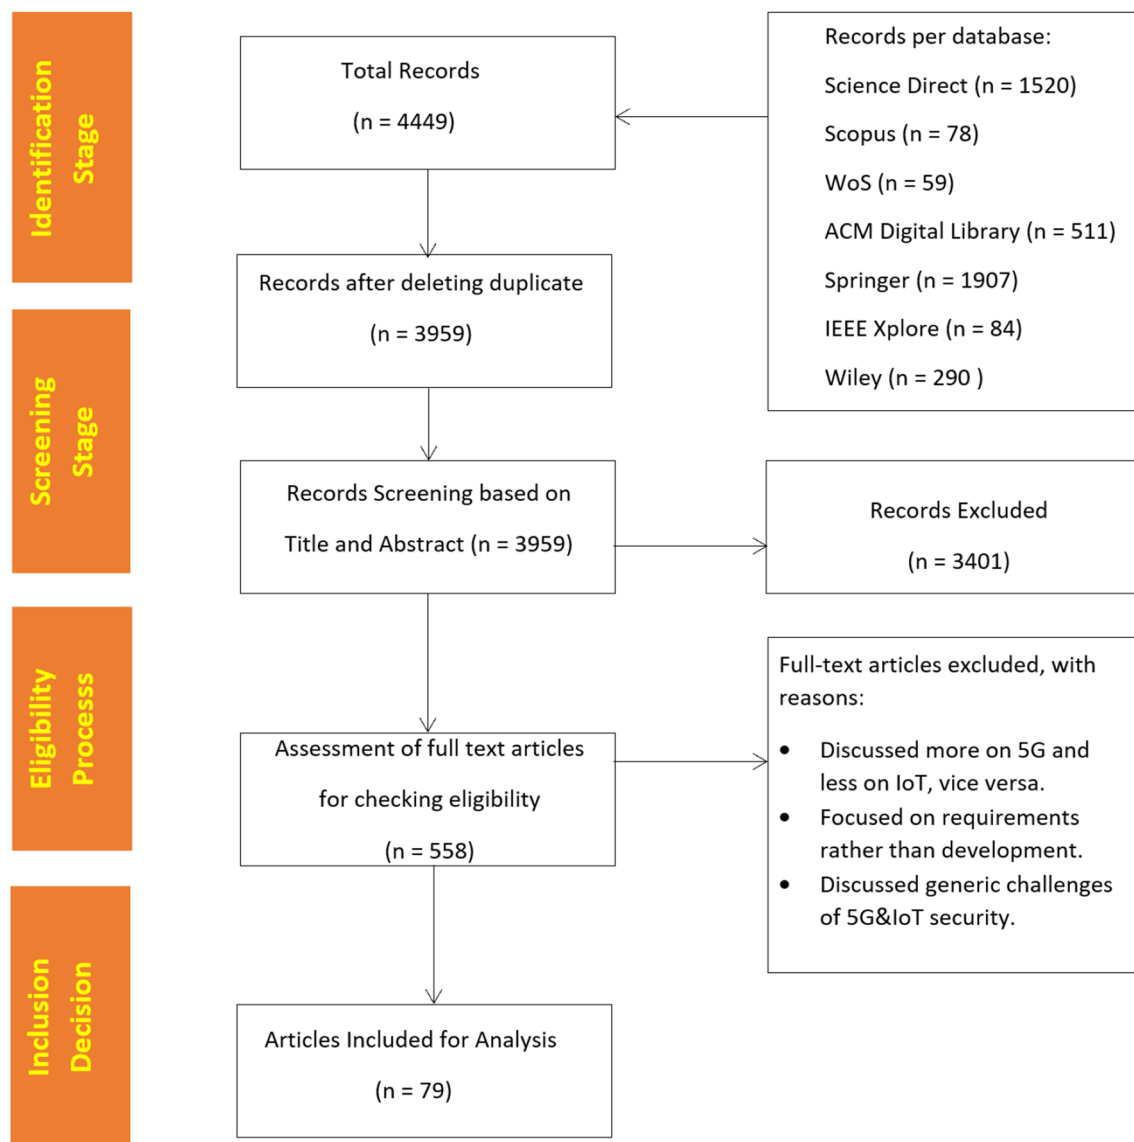 Identification
Stage
Total Records
(n = 4449)
Records per database:
Science Direct (n = 1520)
Scopus (n = 78)
WoS (n = 59)
ACM Digital Library (n = 511)
Springer (n = 1907)
IEEE Xplore (n = 84)
Wiley (n = 290 )
Records after deleting duplicate
(n = 3959)
Screening
Stage
Records Screening based on
Title and Abstract (n = 3959)
Records Excluded
(n = 3401)
Eligibility
Processs
Assessment of full text articles
for checking eligibility
(n = 558)
Full-text articles excluded, with
reasons:
• Discussed more on 5G and
less on IoT, vice versa.
• Focused on requirements
rather than development.
• Discussed generic challenges
of 5G&IoT security.
Inclusion
Decision
Articles Included for Analysis
(n = 79)